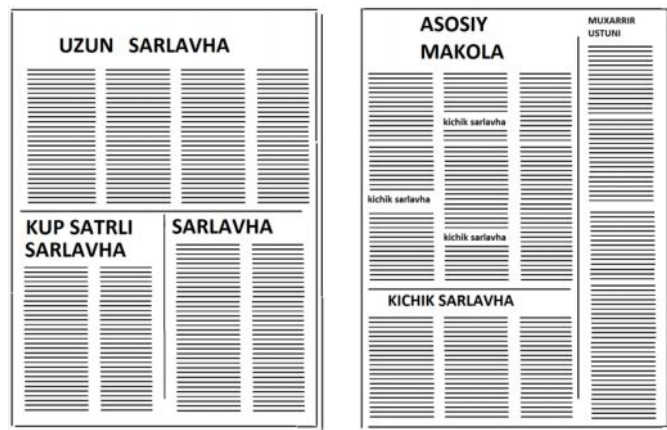 UZUN SARLAVHA
KUP SATRLI
SARLAVHA
SARLAVHA
ASOSIY
MAKOLA
kichik sarlavha
kichik sarlavha
kichik sarlavha
KICHIK SARLAVHA
MUXARRIR
USTUNI